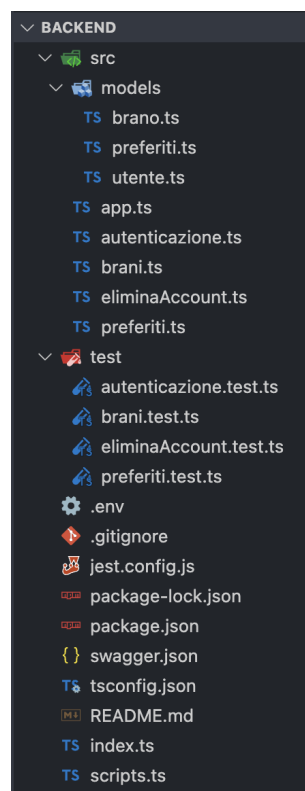 BACKEND
src
models
TS brano.ts
TS preferiti.ts
TS utente.ts
TS app.ts
TS autenticazione.ts
TS brani.ts
TS eliminaAccount.ts
TS preferiti.ts
test
autenticazione.test.ts
brani.test.ts
eliminaAccount.test.ts
preferiti.test.ts
.env
.gitignore
jest.config.js
npm package-lock.json
npm package.json
{ } swagger.json
TS tsconfig.json
M README.md
TS index.ts
TS scripts.ts